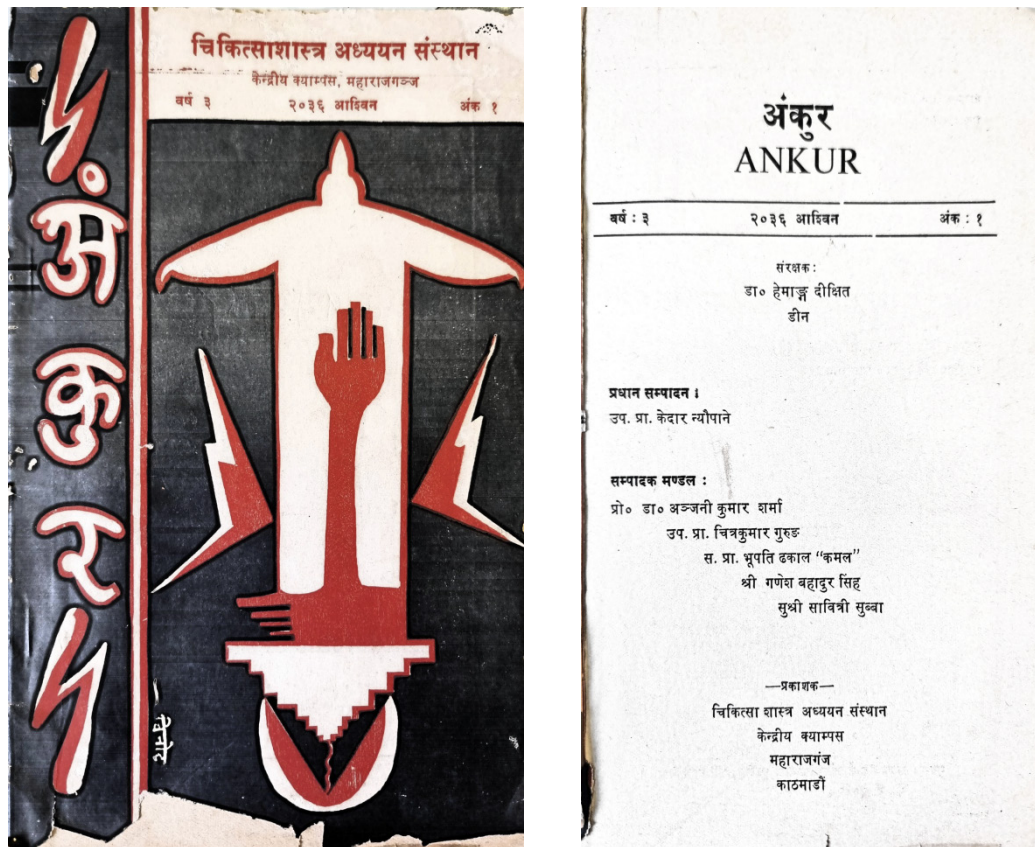 चिकित्साशास्त्र अध्ययन संस्थान
केन्द्रीय क्याम्पस, महाराजगञ्ज
वर्ष ३ २०३६ आश्विन अंक १
अंकुर
विनोद
अंकुर
ANKUR
वर्ष : ३ २०३६ आश्विन अंक : १
संरक्षक :
डा० हेमाङ्ग दीक्षित
डीन
प्रधान सम्पादन :
उप. प्रा. केदार न्यौपाने
सम्पादक मण्डल :
प्रो० डा० अञ्जनी कुमार शर्मा
उप. प्रा. चित्रकुमार गुरुङ
स. प्रा. भूपति ढकाल “कमल”
श्री गणेश बहादुर सिंह
सुश्री सावित्री सुब्बा
—प्रकाशक—
चिकित्सा शास्त्र अध्ययन संस्थान
केन्द्रीय क्याम्पस
महाराजगंज
काठमाडौं